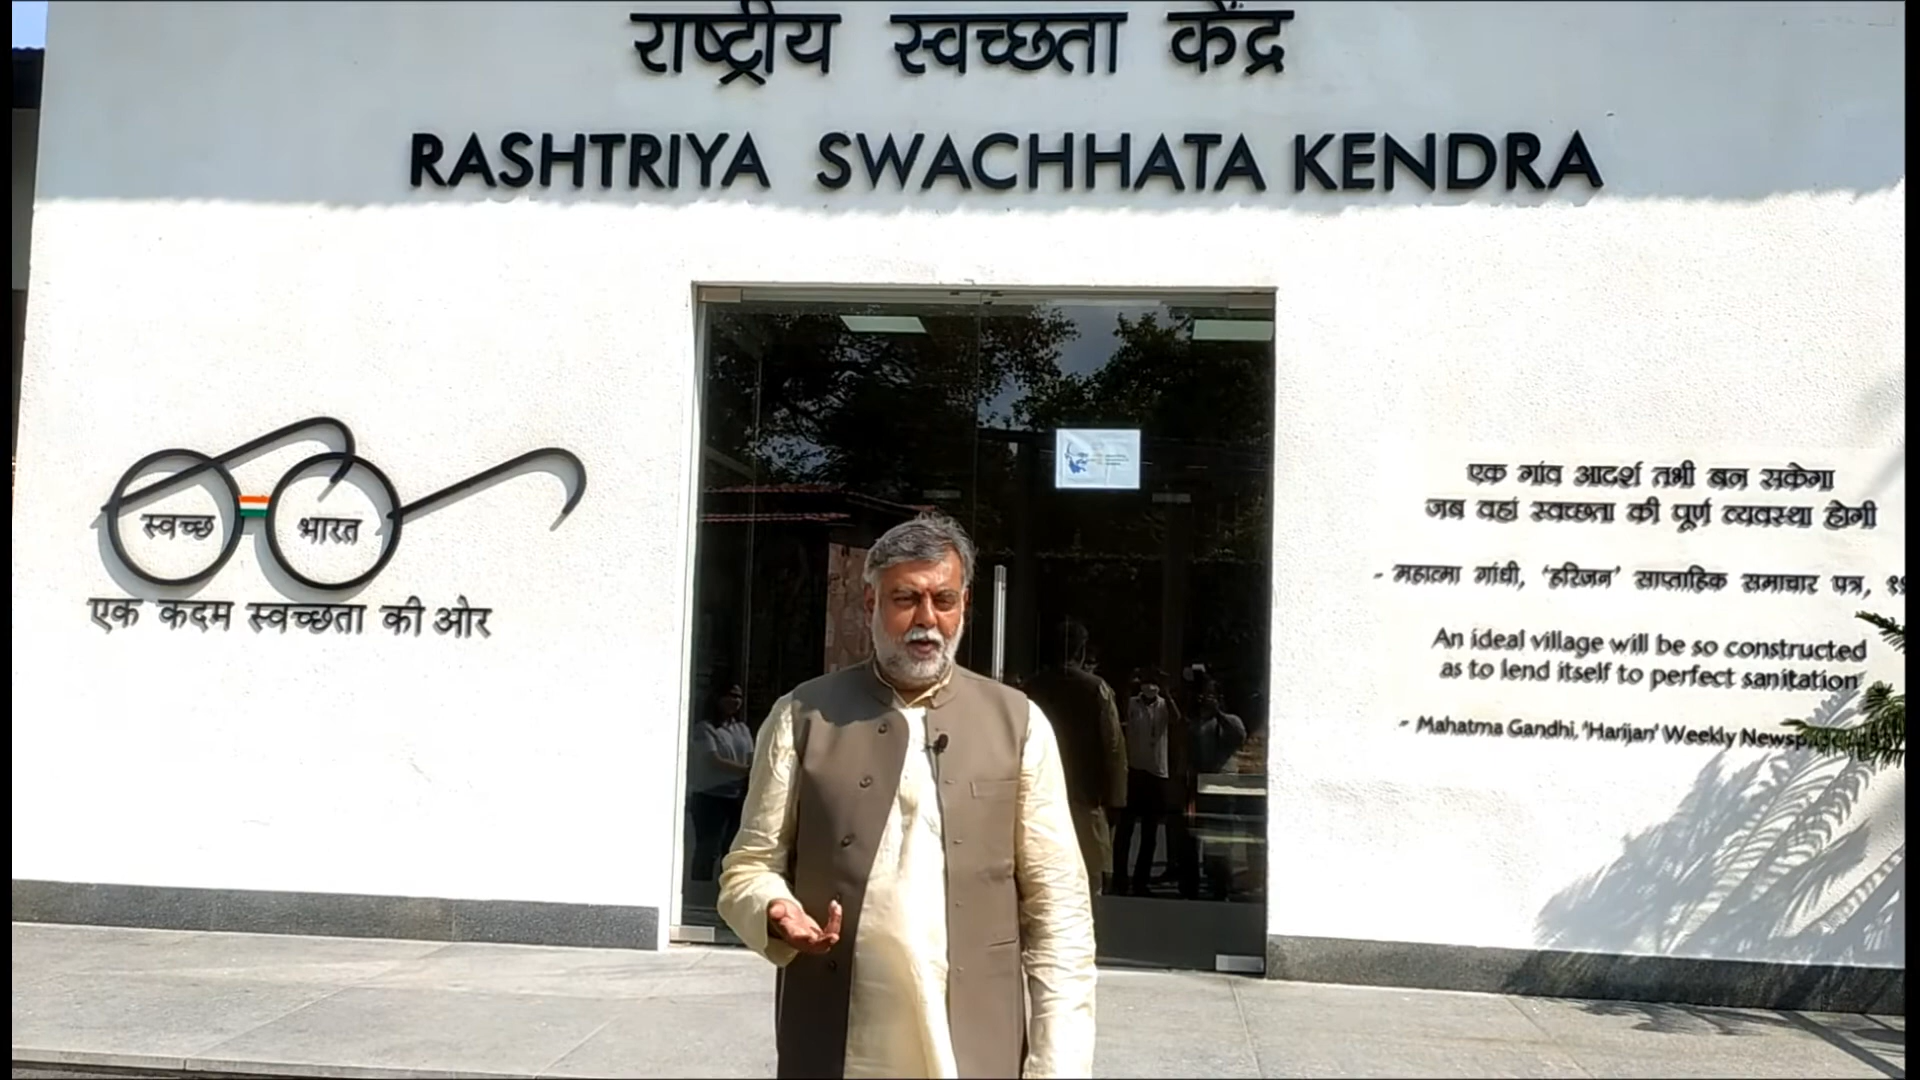 राष्ट्रीय स्वच्छता केंद्र
RASHTRIYA SWACHHATA KENDRA
स्वच्छ भारत
एक कदम स्वच्छता की ओर
एक गांव आदर्श तभी बन सकेगा
जब वहां स्वच्छता की पूर्ण व्यवस्था होगी
- महात्मा गांधी, 'हरिजन' साप्ताहिक समाचार पत्र,
An ideal village will be so constructed
as to lend itself to perfect sanitation
- Mahatma Gandhi, 'Harijan' Weekly